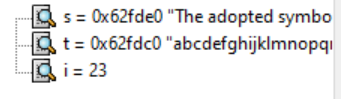 s = 0x62fde0 "The adopted symbo
t = 0x62fdc0 "abcdefghijklmnopq
i = 23